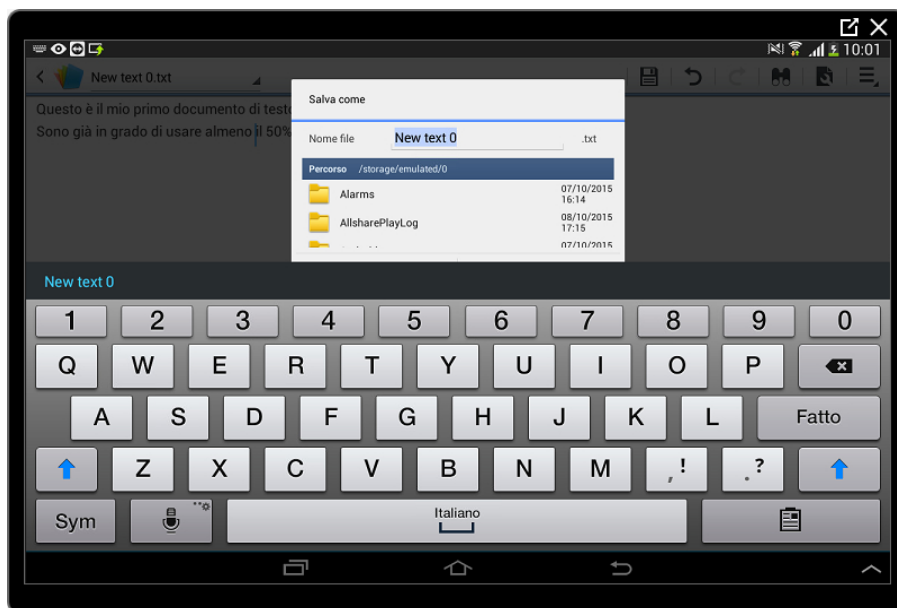 10:01
New text 0.txt
Questo è il mio primo documento di testo
Sono già in grado di usare almeno il 50%
Salva come
Nome file New text 0 .txt
Percorso /storage/emulated/0
Alarms 07/10/2015 16:14
AllsharePlayLog 08/10/2015 17:15
07/10/2015
New text 0
1 2 3 4 5 6 7 8 9 0
Q W E R T Y U I O P
A S D F G H J K L Fatto
Z X C V B N M , ! . ?
Sym Italiano